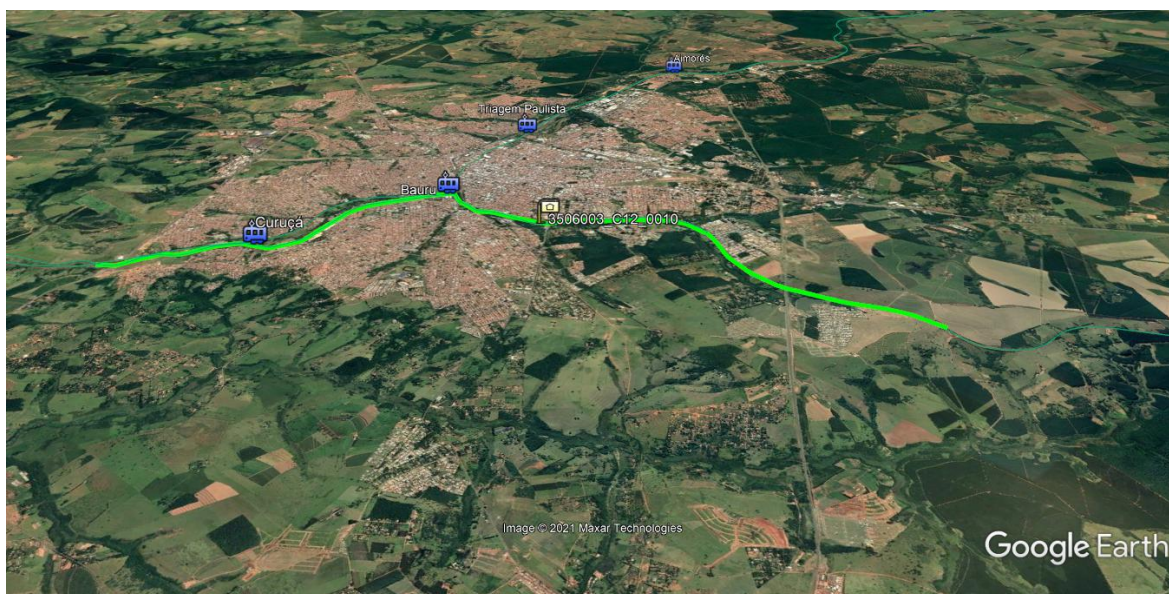 Aimorés
Triagem Paulista
Bauru
Curuçá
3506003_C12_0010
Image © 2021 Maxar Technologies
Google Earth